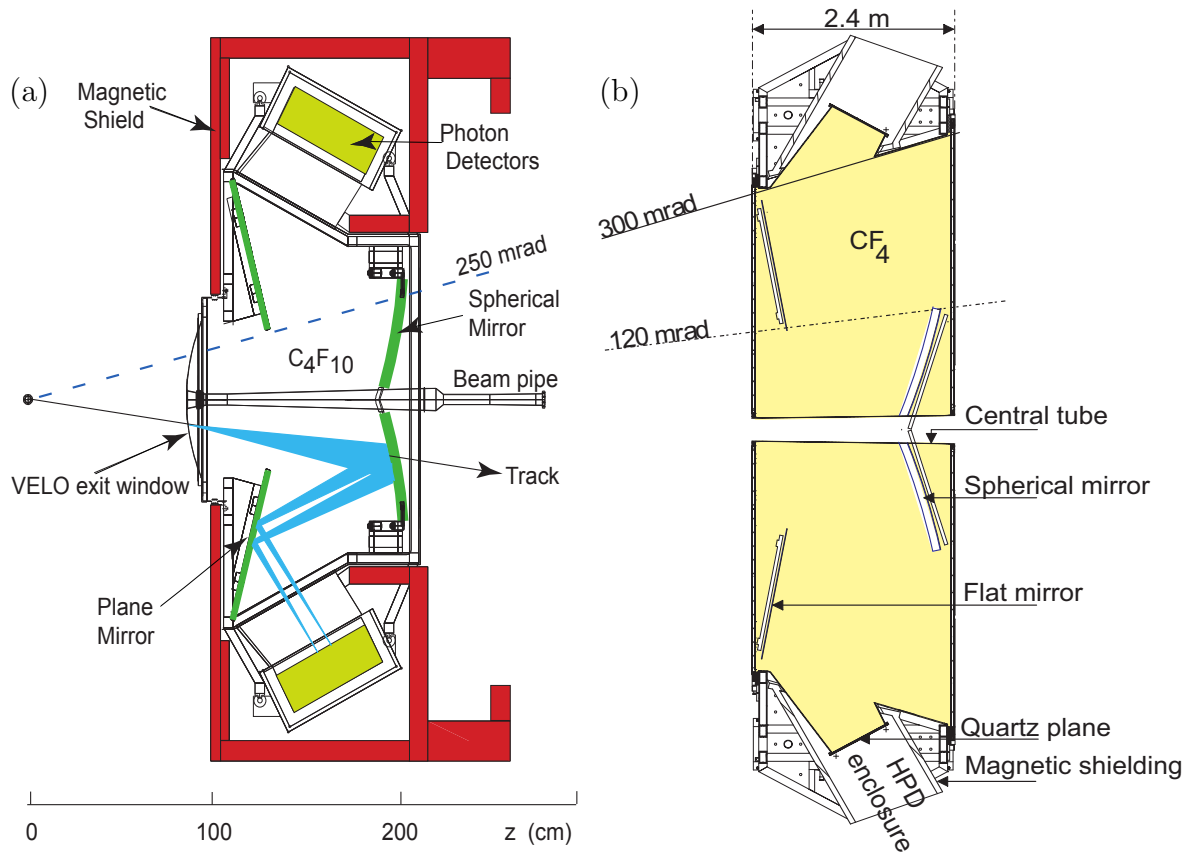 (a)
Magnetic
Shield
Photon
Detectors
250 mrad
Spherical
Mirror
C4F10
Beam pipe
VELO exit window
Track
Plane
Mirror
0
100
200
z (cm)
(b)
2.4 m
300 mrad
CF4
120 mrad
Central tube
Spherical mirror
Flat mirror
Quartz plane
Magnetic shielding
HPD
enclosure